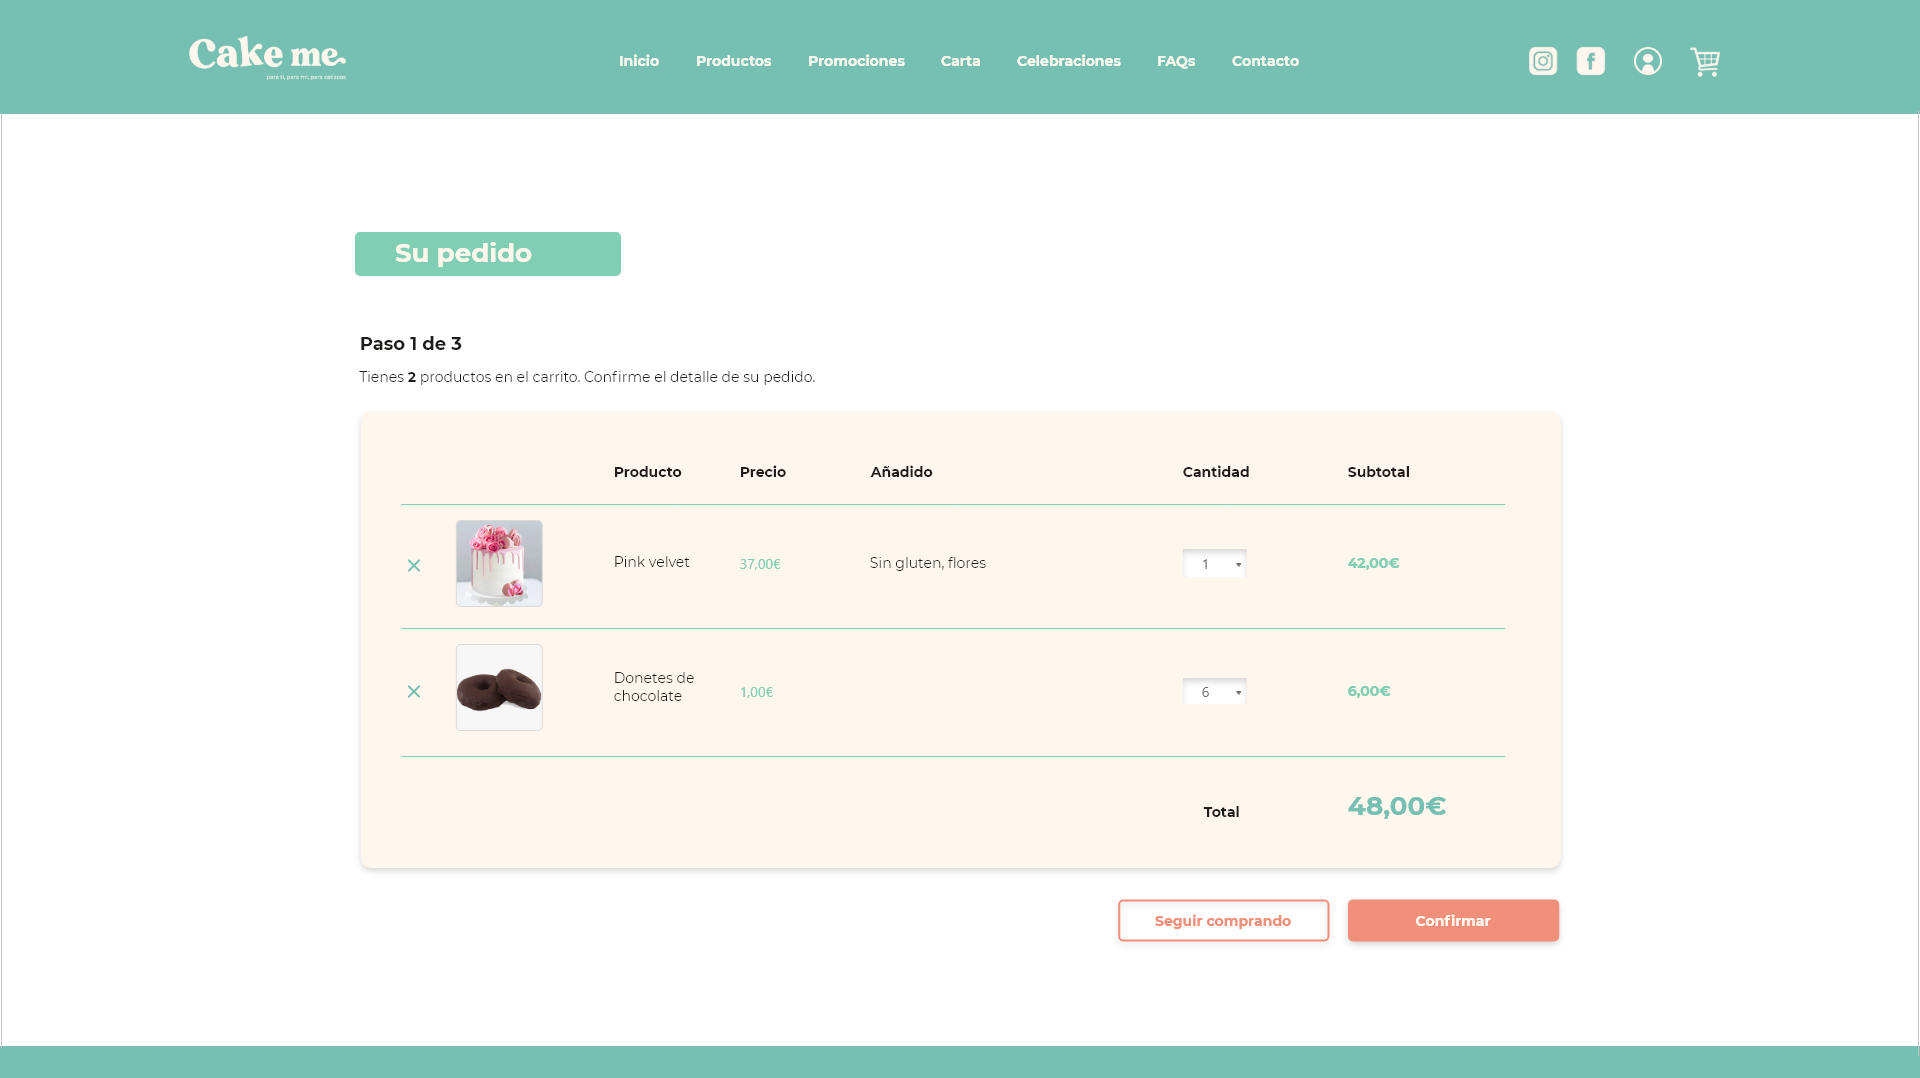 Cake me.
para ti, para mi, para ostiacos
Inicio Productos Promociones Carta Celebraciones FAQs Contacto
Su pedido
Paso 1 de 3
Tienes 2 productos en el carrito. Confirme el detalle de su pedido.
Producto Precio Añadido Cantidad Subtotal
Pink velvet 37,00€ Sin gluten, flores 1 42,00€
Donetes de
chocolate 1,00€ 6 6,00€
Total 48,00€
Seguir comprando Confirmar